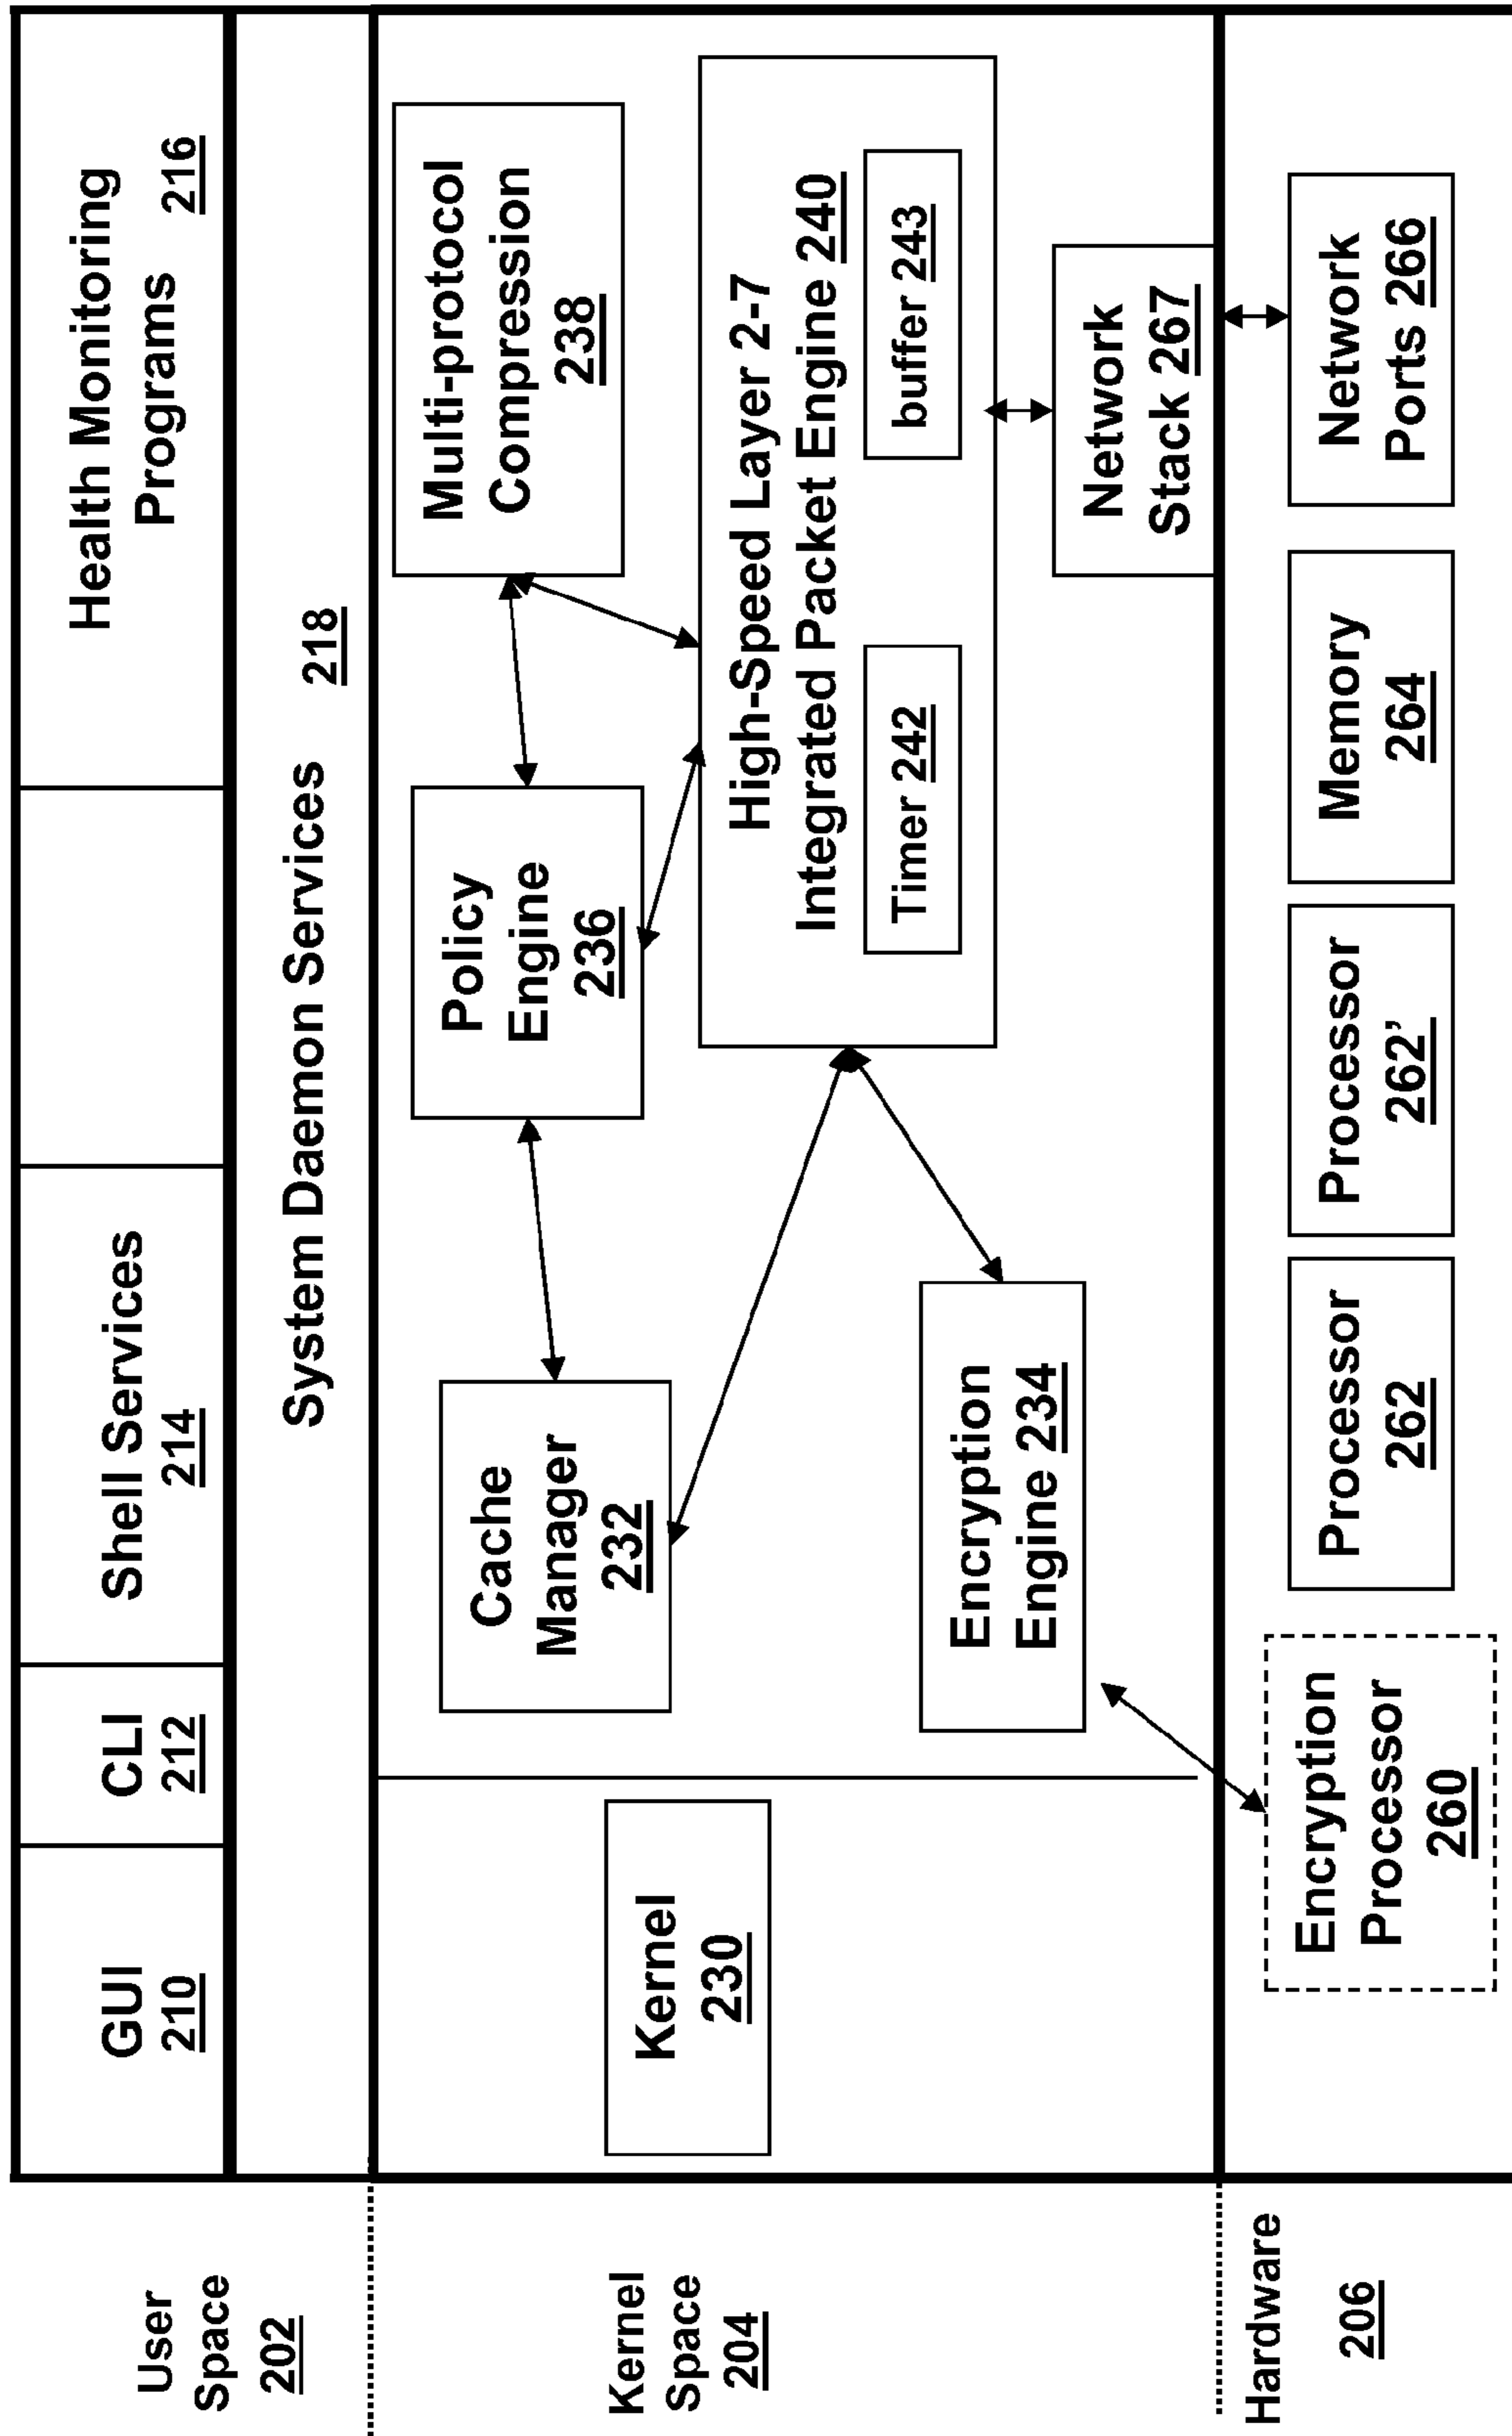 User
Space
202
GUI
210
CLI
212
Shell Services
214
Health Monitoring
Programs 216
System Daemon Services 218
Kernel
Space
204
Kernel
230
Cache
Manager
232
Policy
Engine
236
Multi-protocol
Compression
238
High-Speed Layer 2-7
Integrated Packet Engine 240
Timer 242
buffer 243
Encryption
Engine 234
Network
Stack 267
Hardware
206
Encryption
Processor
260
Processor
262
Processor
262’
Memory
264
Network
Ports 266